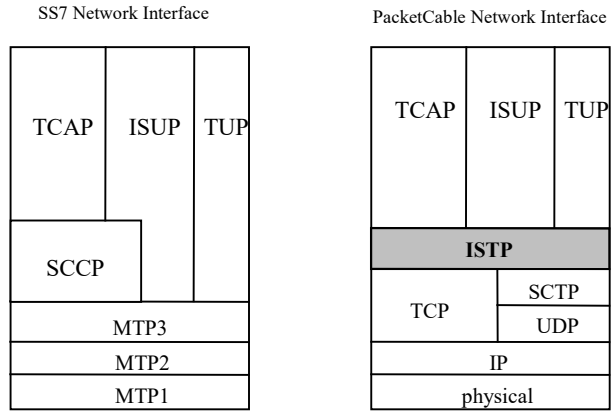 SS7 Network Interface
TCAP ISUP TUP
SCCP
MTP3
MTP2
MTP1
PacketCable Network Interface
TCAP ISUP TUP
ISTP
TCP
SCTP
UDP
IP
physical